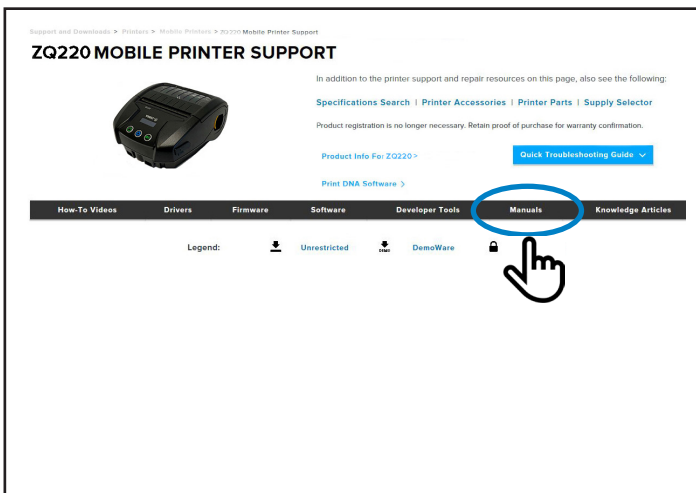 Support and Downloads > Printers > Mobile Printers > ZQ220 Mobile Printer Support
ZQ220 MOBILE PRINTER SUPPORT
In addition to the printer support and repair resources on this page, also see the following:
Specifications Search | Printer Accessories | Printer Parts | Supply Selector
Product registration is no longer necessary. Retain proof of purchase for warranty confirmation.
Product Info For ZQ220 >
Quick Troubleshooting Guide
Print DNA Software >
How-To Videos Drivers Firmware Software Developer Tools Manuals Knowledge Articles
Legend: Unrestricted DEMO DemoWare